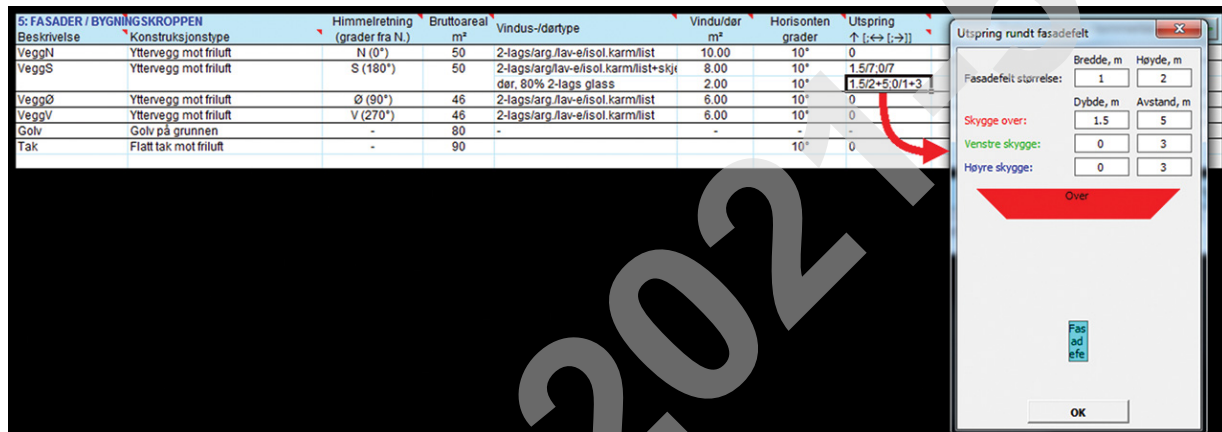 5: FASADER / BYGNINGSKROPPEN Himmelretning Bruttoareal Vindus-/dørtype Vindu/dør Horisonten Utspring
Beskrivelse Konstruksjonstype (grader fra N.) m² m² grader ↑ [;↔ [;→]]
VeggN Yttervegg mot friluft N (0°) 50 2-lags/arg./lav-e/isol.karm/list 10.00 10° 0
VeggS Yttervegg mot friluft S (180°) 50 2-lags/arg/lav-e/isol.karm/list+skje 8.00 10° 1.5/7;0/7
dør, 80% 2-lags glass 2.00 10° 1.5/2+5;0/1+3
VeggØ Yttervegg mot friluft Ø (90°) 46 2-lags/arg./lav-e/isol.karm/list 6.00 10° 0
VeggV Yttervegg mot friluft V (270°) 46 2-lags/arg./lav-e/isol.karm/list 6.00 10° 0
Golv Golv på grunnen - 80 - - - -
Tak Flatt tak mot friluft - 90 10° 0
Utspring rundt fasadefelt
Bredde, m Høyde, m
Fasadefelt størrelse: 1 2
Dybde, m Avstand, m
Skygge over: 1.5 5
Venstre skygge: 0 3
Høyre skygge: 0 3
Over
Fas
ad
efe
OK